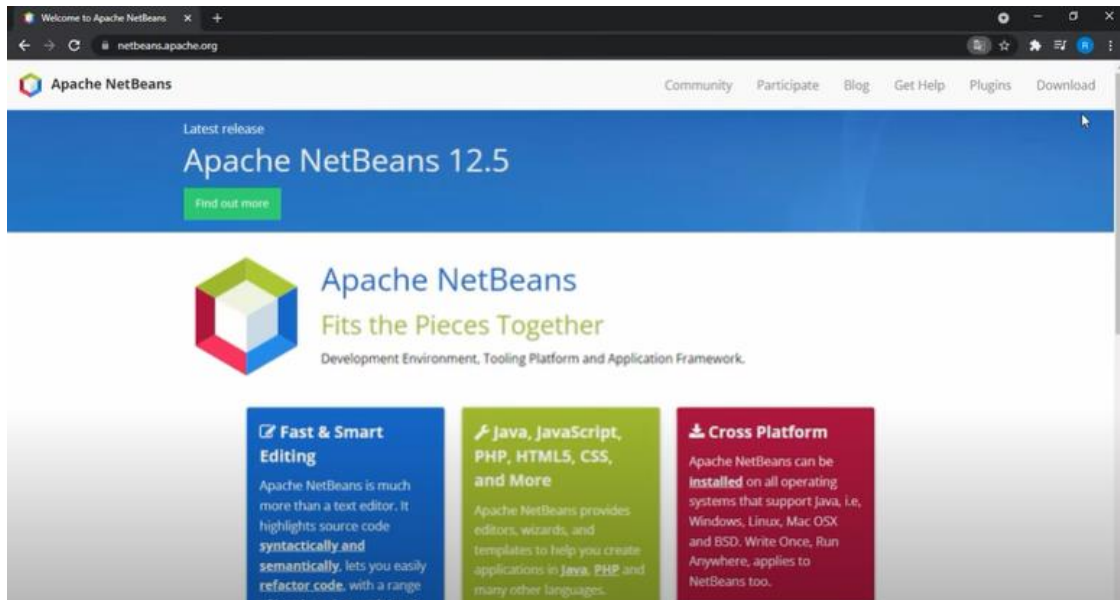 Welcome to Apache NetBeans
netbeans.apache.org
R
Apache NetBeans
Community
Participate
Blog
Get Help
Plugins
Download
Latest release
Apache NetBeans 12.5
Find out more
Apache NetBeans
Fits the Pieces Together
Development Environment, Tooling Platform and Application Framework.
Fast & Smart
Editing
Apache NetBeans is much
more than a text editor. It
highlights source code
syntactically and
semantically, lets you easily
refactor code, with a range
Java, JavaScript,
PHP, HTML5, CSS,
and More
Apache NetBeans provides
editors, wizards, and
templates to help you create
applications in Java, PHP and
many other languages.
Cross Platform
Apache NetBeans can be
installed on all operating
systems that support Java, i.e,
Windows, Linux, Mac OSX
and BSD. Write Once, Run
Anywhere, applies to
NetBeans too.